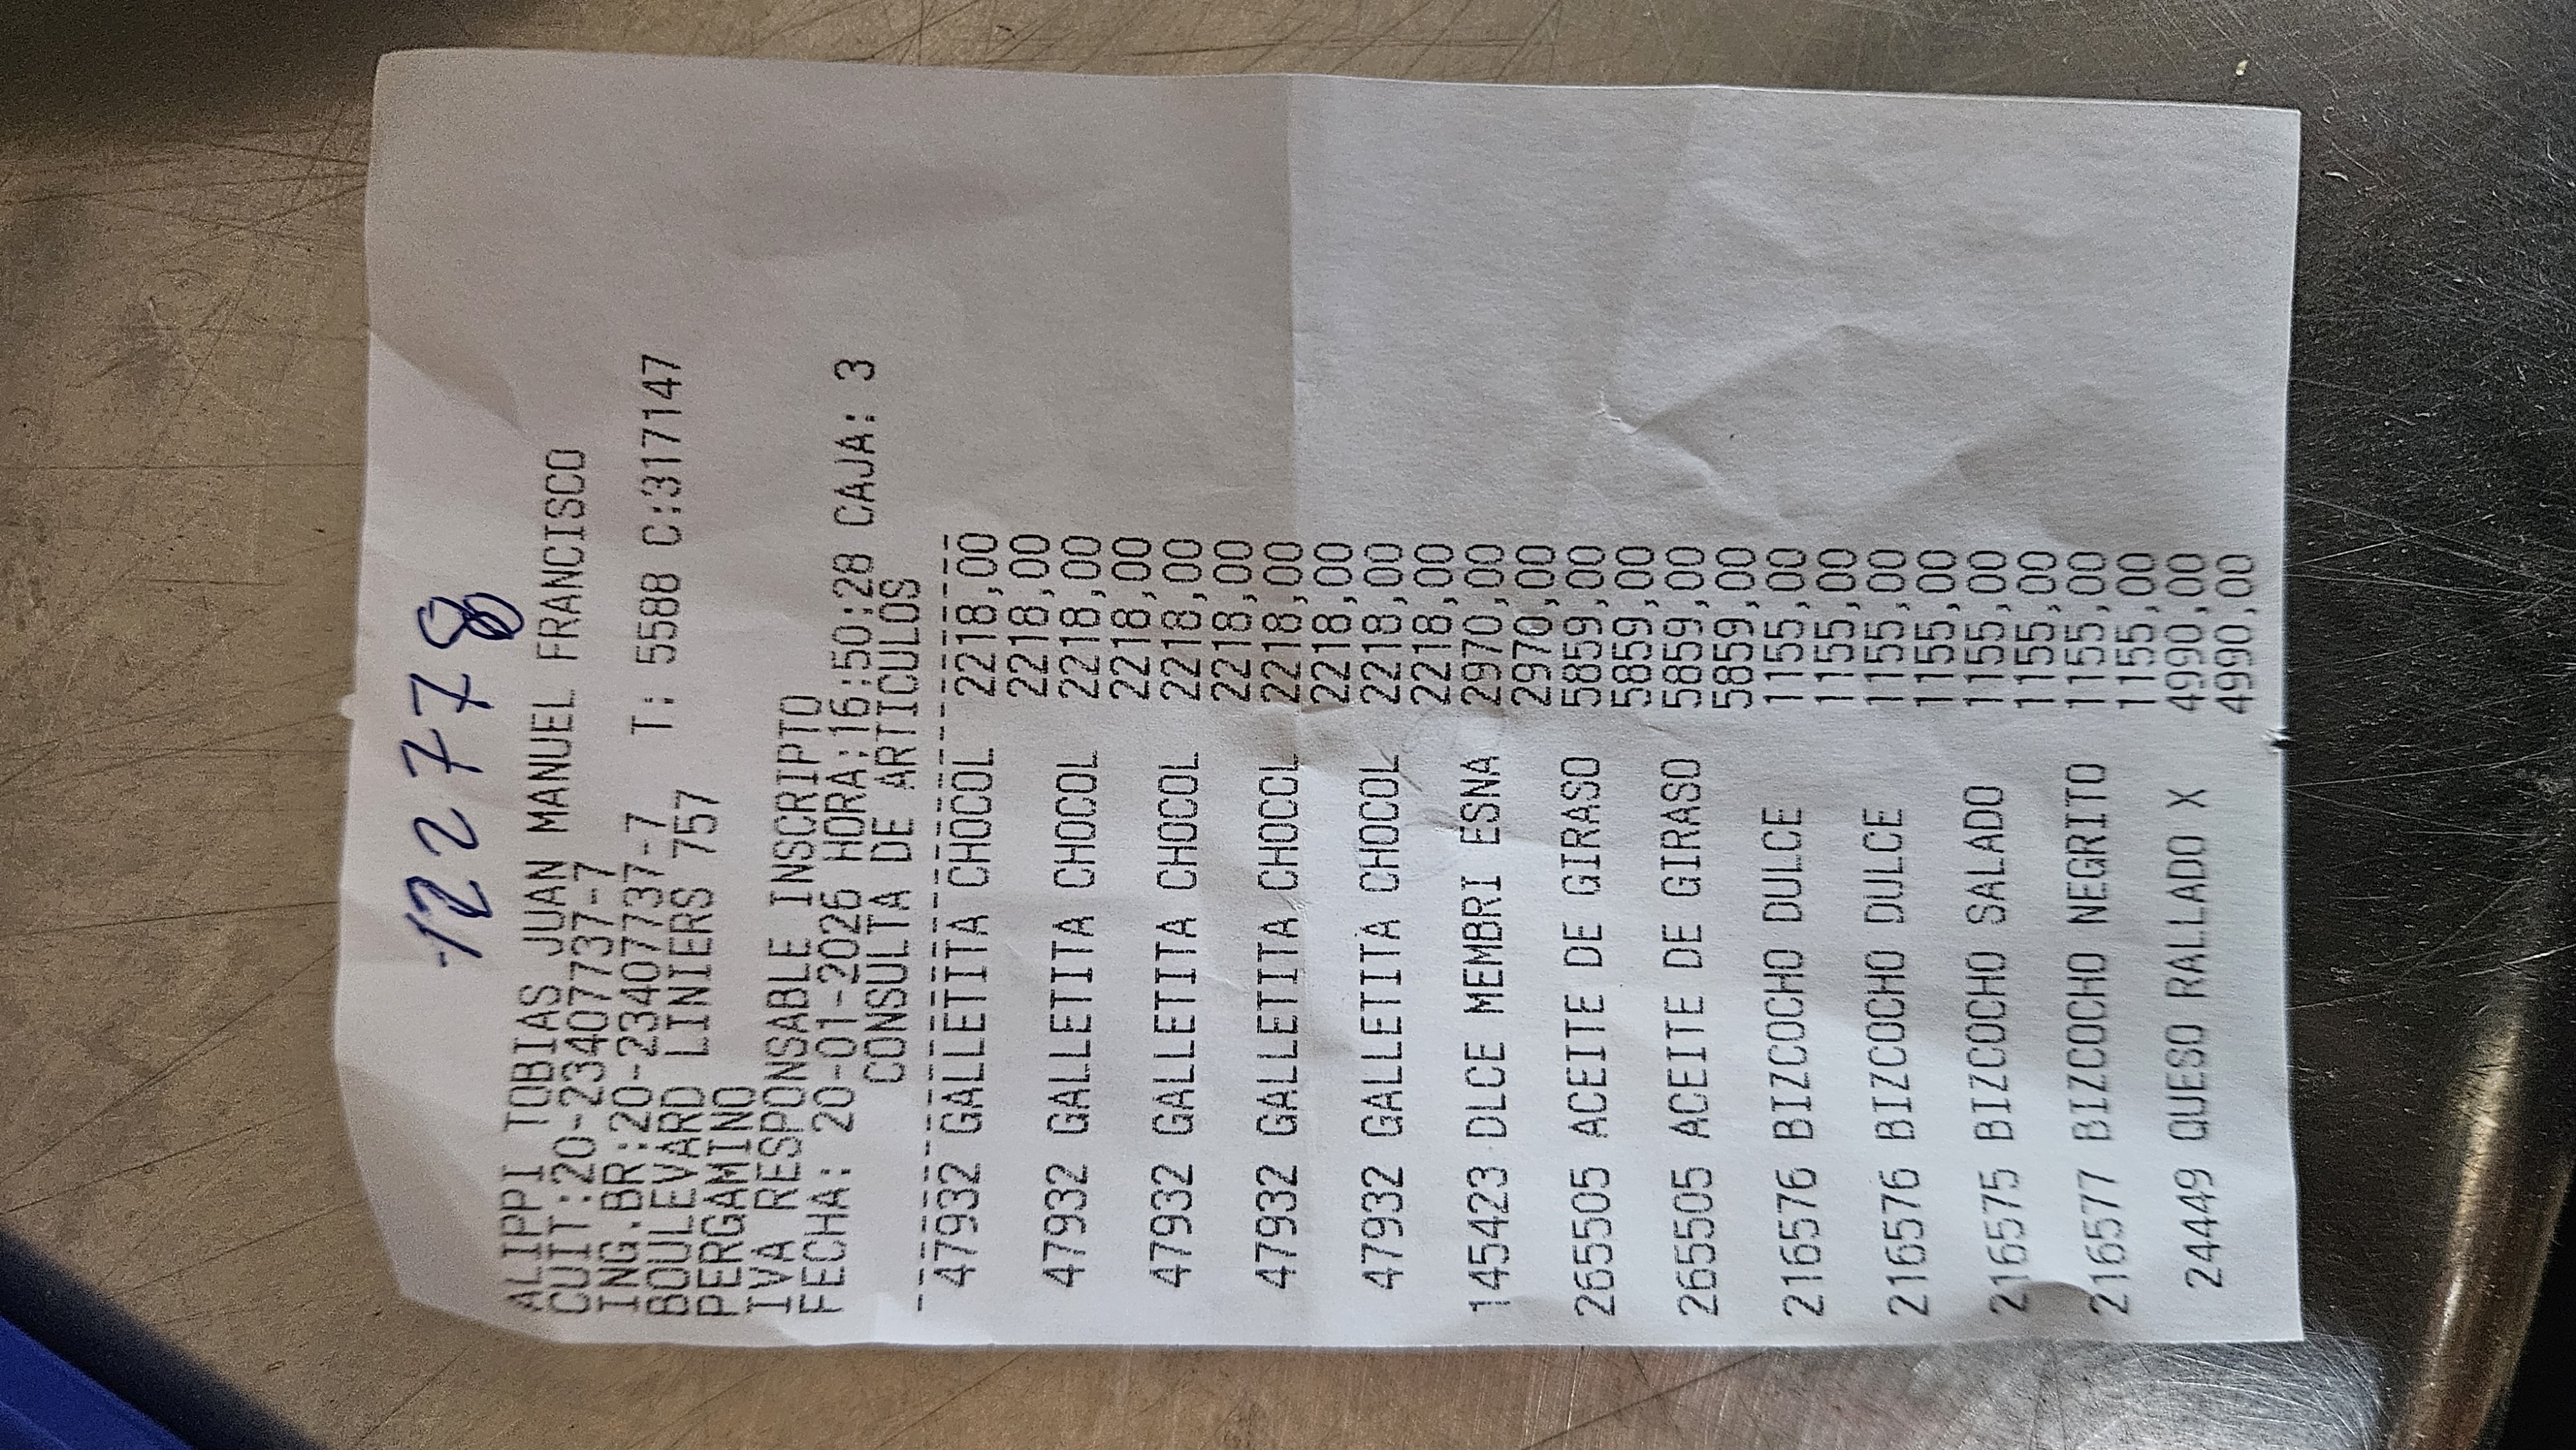 122778
ALIPPI TOBIAS JUAN MANUEL FRANCISCO
CUIT:20-23407737-7
ING.BR:20-23407737-7 T: 5588 C:317147
BOULEVARD LINIERS 757
PERGAMINO
IVA RESPONSABLE INSCRIPTO
FECHA: 20-01-2026 HORA:16:50:28 CAJA: 3
CONSULTA DE ARTICULOS
47932 GALLETITA CHOCOL 2218,00
2218,00
47932 GALLETITA CHOCOL 2218,00
2218,00
47932 GALLETITA CHOCOL 2218,00
2218,00
47932 GALLETITA CHOCOL 2218,00
2218,00
47932 GALLETITA CHOCOL 2218,00
2218,00
145423 DLCE MEMBRI ESNA 2970,00
2970,00
265505 ACEITE DE GIRASO 5859,00
5859,00
265505 ACEITE DE GIRASO 5859,00
5859,00
216576 BIZCOCHO DULCE 1155,00
1155,00
216576 BIZCOCHO DULCE 1155,00
1155,00
216575 BIZCOCHO SALADO 1155,00
1155,00
216577 BIZCOCHO NEGRITO 1155,00
1155,00
24449 QUESO RALLADO X 4990,00
4990,00